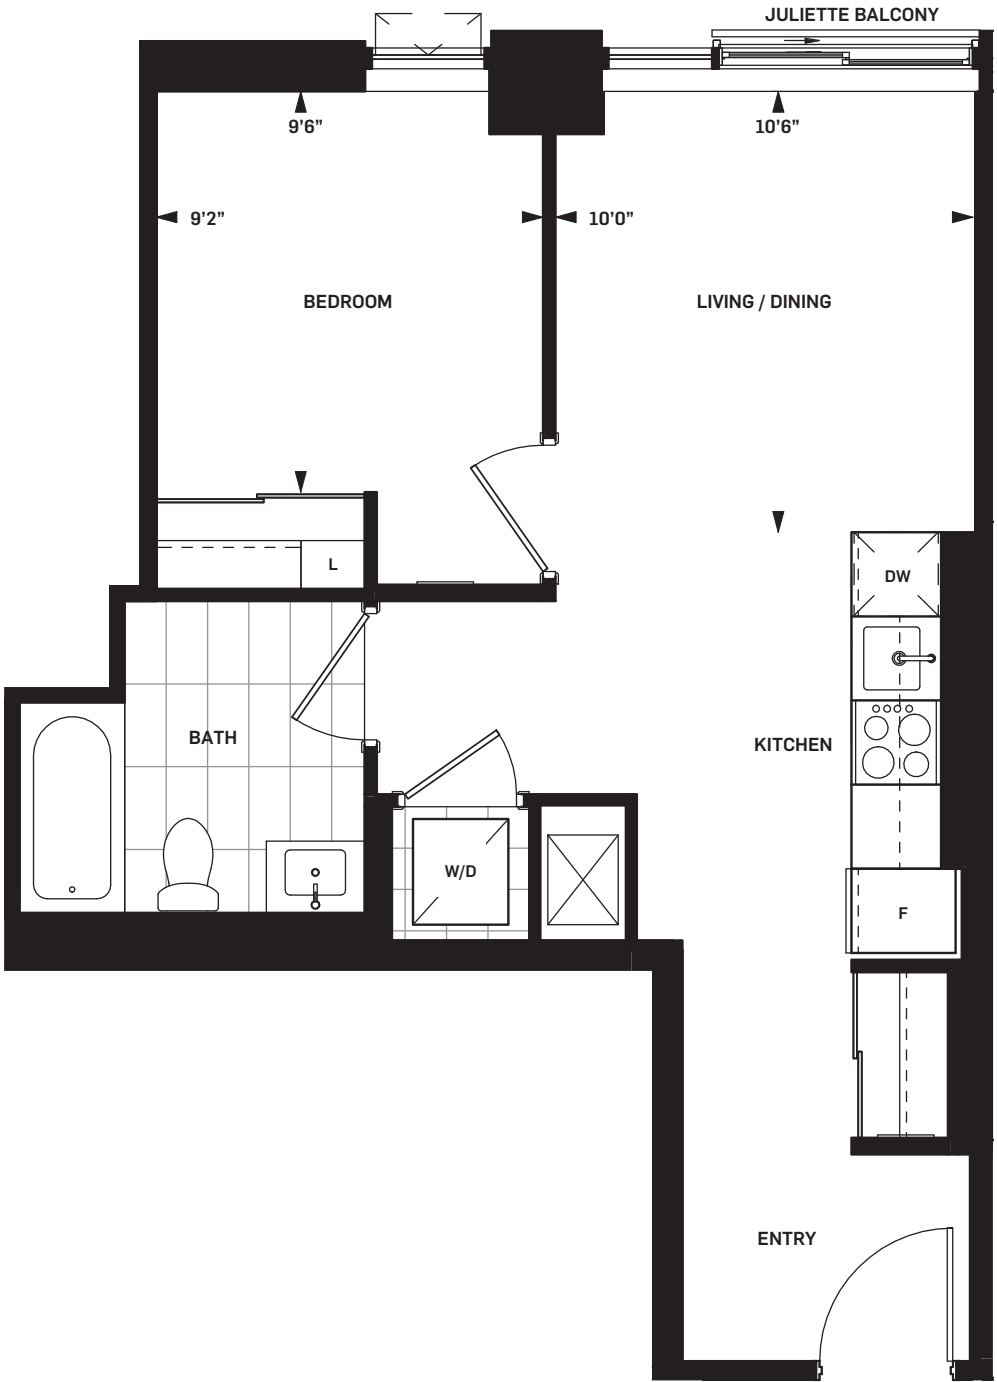 JULIETTE BALCONY
9’6”
10’6”
9’2”
10’0”
BEDROOM
LIVING / DINING
L
DW
BATH
KITCHEN
W/D
F
ENTRY